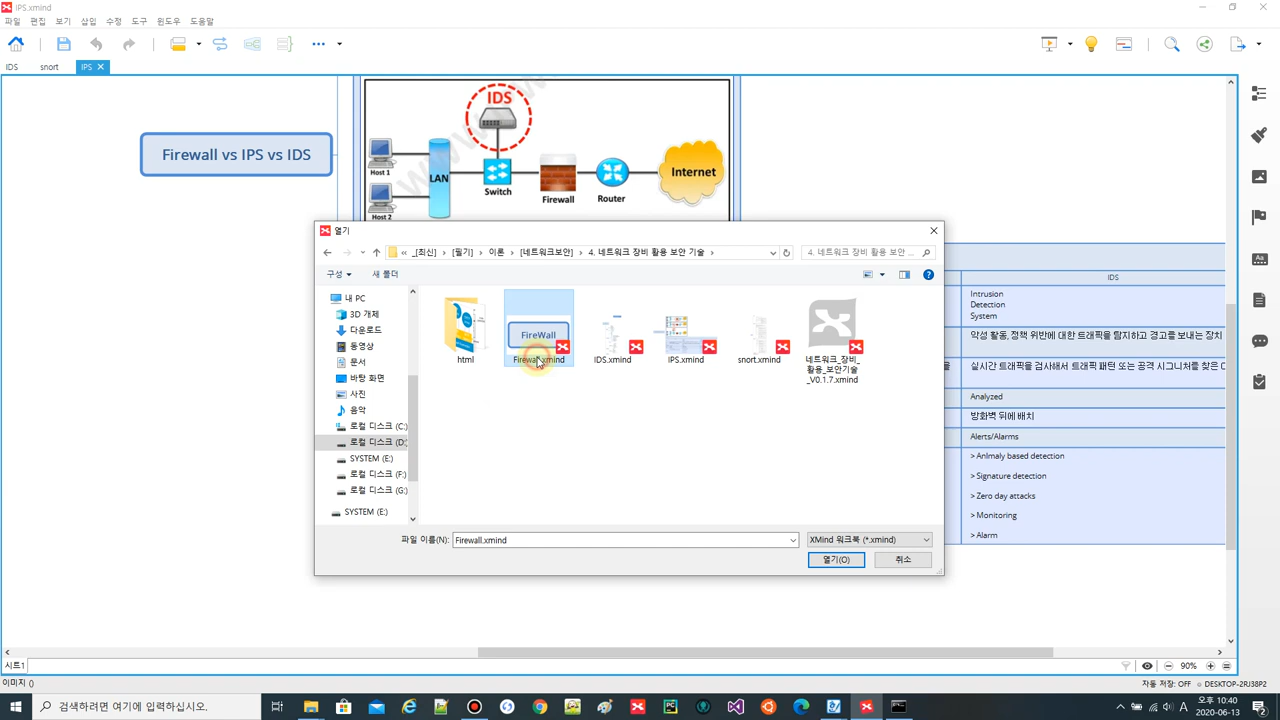 IPS.xmind
파일 편집 보기 삽입 수정 도구 윈도우 도움말
IDS snort IPS
Firewall vs IPS vs IDS
IDS
Host 1
LAN
Switch
Firewall
Router
Internet
Host 2
열기
« _[최신] › [필기] › 이론 › [네트워크보안] › 4. 네트워크 장비 활용 보안 기술 ›
4. 네트워크 장비 활용 보안 ...
구성 새 폴더
내 PC
3D 개체
다운로드
동영상
문서
바탕 화면
사진
음악
로컬 디스크 (C:)
로컬 디스크 (D:)
SYSTEM (E:)
로컬 디스크 (F:)
로컬 디스크 (G:)
SYSTEM (E:)
FireWall
html
Firewall.xmind
IDS.xmind
IPS.xmind
snort.xmind
네트워크_장비_
활용_보안기술
_V0.1.7.xmind
파일 이름(N):
Firewall.xmind
XMind 워크북 (*.xmind)
열기(O)
취소
IDS
Intrusion
Detection
System
악성 활동, 정책 위반에 대한 트래픽을 탐지하고 경고를 보내는 장치
실시간 트래픽을 검사해서 트래픽 패턴 또는 공격 시그니처를 찾은 다
Analyzed
방화벽 뒤에 배치
Alerts/Alarms
> Anlmaly based detection
> Signature detection
> Zero day attacks
> Monitoring
> Alarm
시트1
90%
이미지 ()
자동 저장: OFF
DESKTOP-2RJ38P2
검색하려면 여기에 입력하십시오.
오후 10:40
2020-06-13